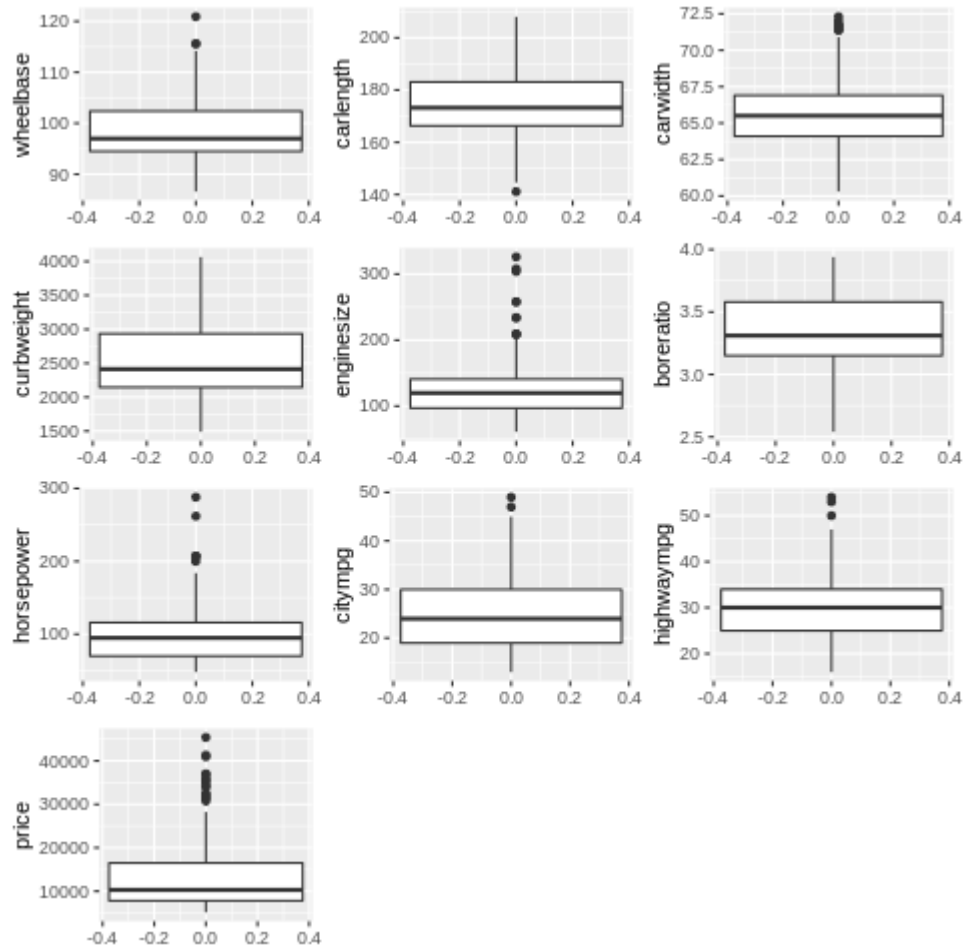 wheelbase
120
110
100
90
-0.4 -0.2 0.0 0.2 0.4
carlength
200
180
160
140
-0.4 -0.2 0.0 0.2 0.4
carwidth
72.5
70.0
67.5
65.0
62.5
60.0
-0.4 -0.2 0.0 0.2 0.4
curbweight
4000
3500
3000
2500
2000
1500
-0.4 -0.2 0.0 0.2 0.4
enginesize
300
200
100
-0.4 -0.2 0.0 0.2 0.4
boreratio
4.0
3.5
3.0
2.5
-0.4 -0.2 0.0 0.2 0.4
horsepower
300
200
100
-0.4 -0.2 0.0 0.2 0.4
citympg
50
40
30
20
-0.4 -0.2 0.0 0.2 0.4
highwaympg
50
40
30
20
-0.4 -0.2 0.0 0.2 0.4
price
40000
30000
20000
10000
-0.4 -0.2 0.0 0.2 0.4